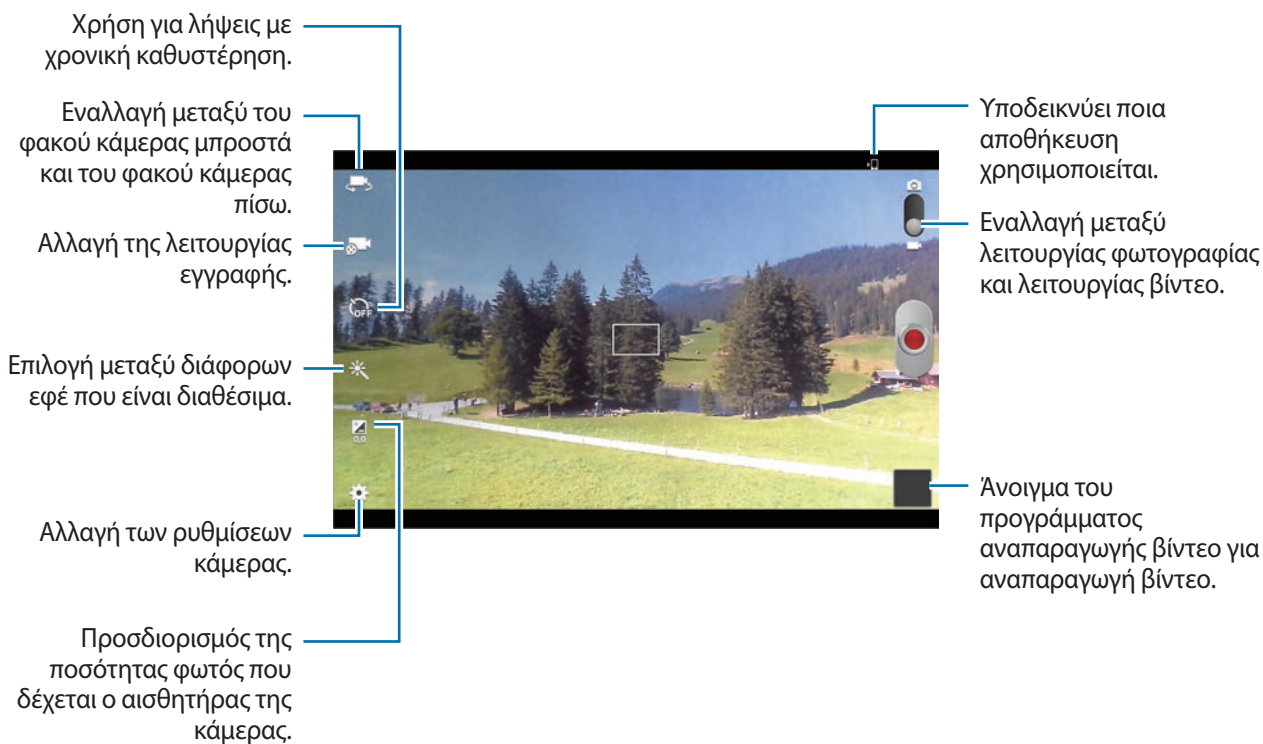 Χρήση για λήψεις με
χρονική καθυστέρηση.
Εναλλαγή μεταξύ του
φακού κάμερας μπροστά
και του φακού κάμερας
πίσω.
Αλλαγή της λειτουργίας
εγγραφής.
OFF
Επιλογή μεταξύ διάφορων
εφέ που είναι διαθέσιμα.
0,0
Αλλαγή των ρυθμίσεων
κάμερας.
Προσδιορισμός της
ποσότητας φωτός που
δέχεται ο αισθητήρας της
κάμερας.
Υποδεικνύει ποια
αποθήκευση
χρησιμοποιείται.
Εναλλαγή μεταξύ
λειτουργίας φωτογραφίας
και λειτουργίας βίντεο.
Άνοιγμα του
προγράμματος
αναπαραγωγής βίντεο για
αναπαραγωγή βίντεο.